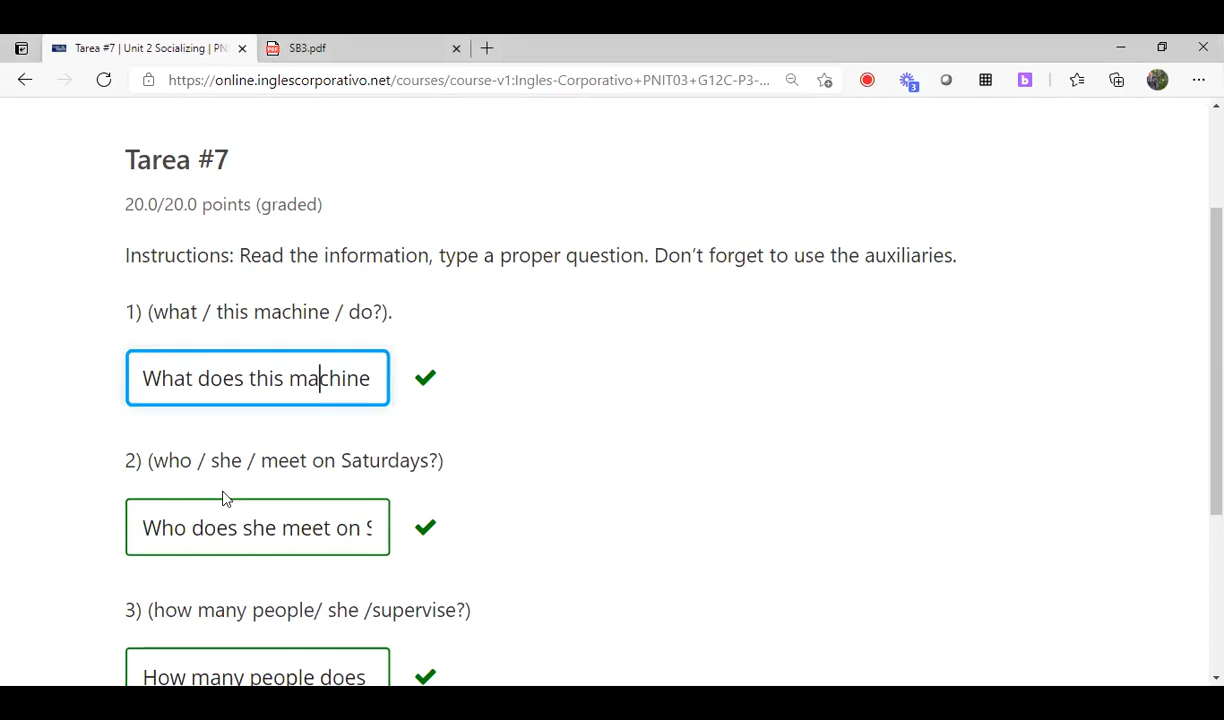 Tarea #7 | Unit 2 Socializing | PN
SB3.pdf
https://online.inglescorporativo.net/courses/course-v1:Ingles-Corporativo+PNIT03+G12C-P3-...
3
b
Tarea #7
20.0/20.0 points (graded)
Instructions: Read the information, type a proper question. Don’t forget to use the auxiliaries.
1) (what / this machine / do?).
What does this machine
2) (who / she / meet on Saturdays?)
Who does she meet on S
3) (how many people/ she /supervise?)
How many people does